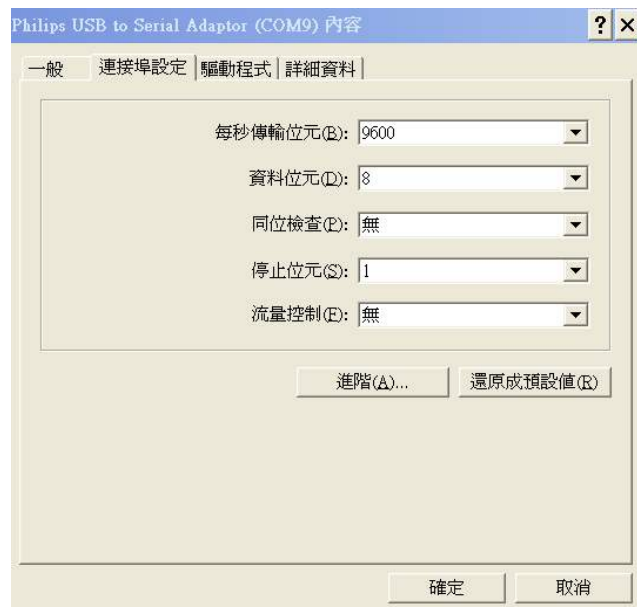 Philips USB to Serial Adaptor (COM9) 內容
一般 連接埠設定 驅動程式 詳細資料
每秒傳輸位元(B): 9600
資料位元(D): 8
同位檢查(P): 無
停止位元(S): 1
流量控制(F): 無
進階(A)... 還原成預設值(R)
確定 取消